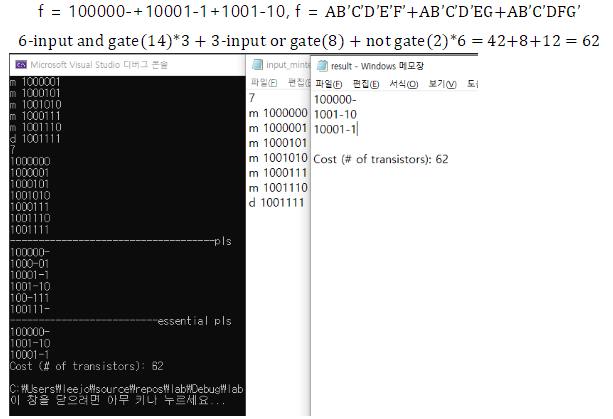 f = 100000-+10001-1+1001-10, f = AB’C’D’E’F’+AB’C’D’EG+AB’C’DFG’
6-input and gate(14)*3 + 3-input or gate(8) + not gate(2)*6 = 42+8+12 = 62
Microsoft Visual Studio 디버그 콘솔
m 1000001
m 1000101
m 1001010
m 1000111
m 1001110
d 1001111
7
1000000
1000001
1000101
1001010
1000111
1001110
1001111
----------------------------pls
100000-
1000-01
10001-1
1001-10
100-111
100111-
--------------------essential pls
100000-
1001-10
10001-1
Cost (# of transistors): 62
C:₩Users₩leejo₩source₩repos₩lab₩Debug₩lab
이 창을 닫으려면 아무 키나 누르세요...
input_minte
파일(F) 편집(
7
m 1000000
m 1000001
m 1000101
m 1001010
m 1000111
m 1001110
d 1001111
result - Windows 메모장
파일(F) 편집(E) 서식(O) 보기(V) 도
100000-
1001-10
10001-1
Cost (# of transistors): 62